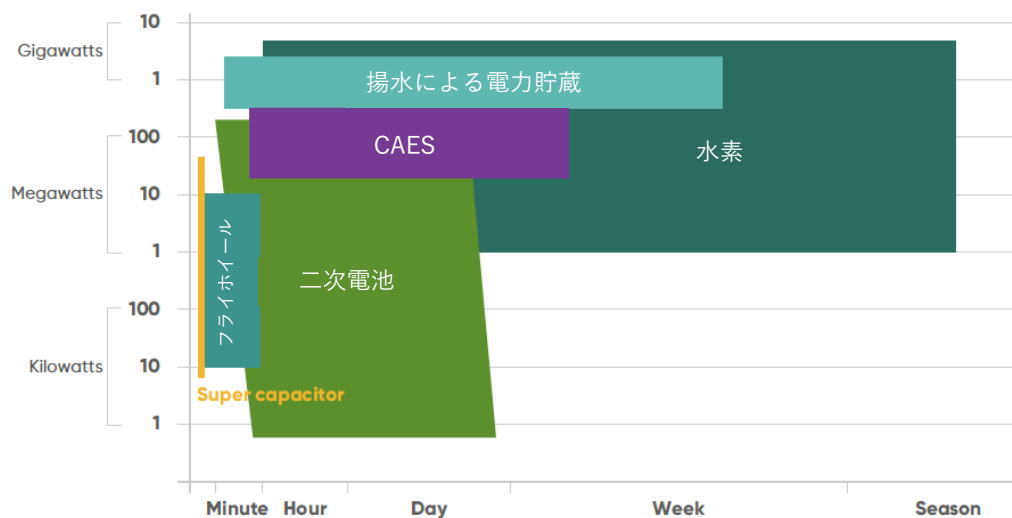 10
Gigawatts
1
揚水による電力貯蔵
100
CAES
水素
Megawatts
10
1
フライホイール
二次電池
100
Kilowatts
10
Super capacitor
1
Minute Hour Day Week Season